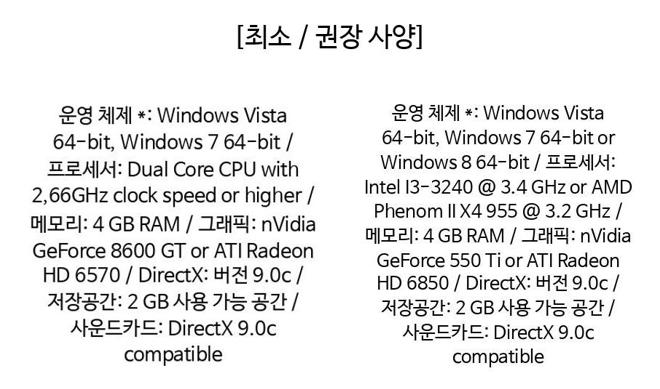 [최소 / 권장 사양]
운영 체제 *: Windows Vista
64-bit, Windows 7 64-bit /
프로세서: Dual Core CPU with
2,66GHz clock speed or higher /
메모리: 4 GB RAM / 그래픽: nVidia
GeForce 8600 GT or ATI Radeon
HD 6570 / DirectX: 버전 9.0c /
저장공간: 2 GB 사용 가능 공간 /
사운드카드: DirectX 9.0c
compatible
운영 체제 *: Windows Vista
64-bit, Windows 7 64-bit or
Windows 8 64-bit / 프로세서:
Intel I3-3240 @ 3.4 GHz or AMD
Phenom II X4 955 @ 3.2 GHz /
메모리: 4 GB RAM / 그래픽: nVidia
GeForce 550 Ti or ATI Radeon
HD 6850 / DirectX: 버전 9.0c /
저장공간: 2 GB 사용 가능 공간 /
사운드카드: DirectX 9.0c
compatible